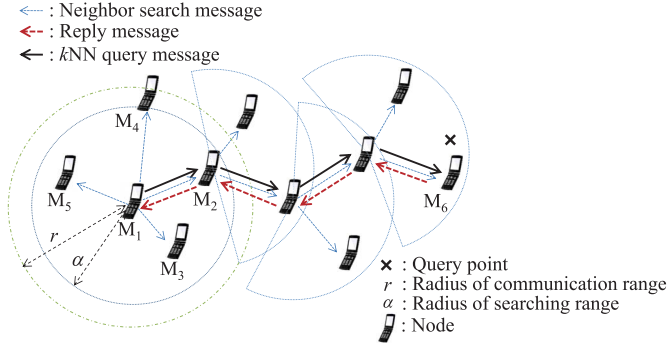 : Neighbor search message
: Reply message
: kNN query message
M4
M5
M2
M1
M6
r
α
M3
× : Query point
r : Radius of communication range
α : Radius of searching range
: Node